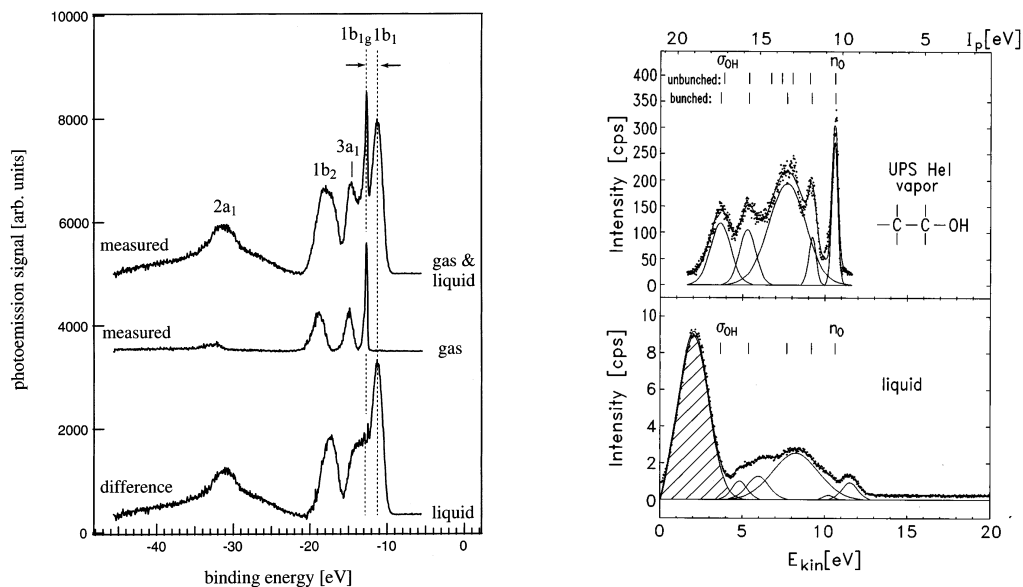 10000
8000
6000
4000
2000
0
photoemission signal [arb. units]
1b1g 1b1
3a1
1b2
2a1
measured
gas & liquid
measured
gas
difference
liquid
-40 -30 -20 -10 0
binding energy [eV]
20 15 10 5 Ip[eV]
σOH nO
unbunched:
bunched:
400
350
300
250
200
150
100
50
0
Intensity [cps]
UPS HeI
vapor
-C-C-OH
10
8
6
4
2
0
Intensity [cps]
σOH nO
liquid
0 5 10 15 20
Ekin[eV]